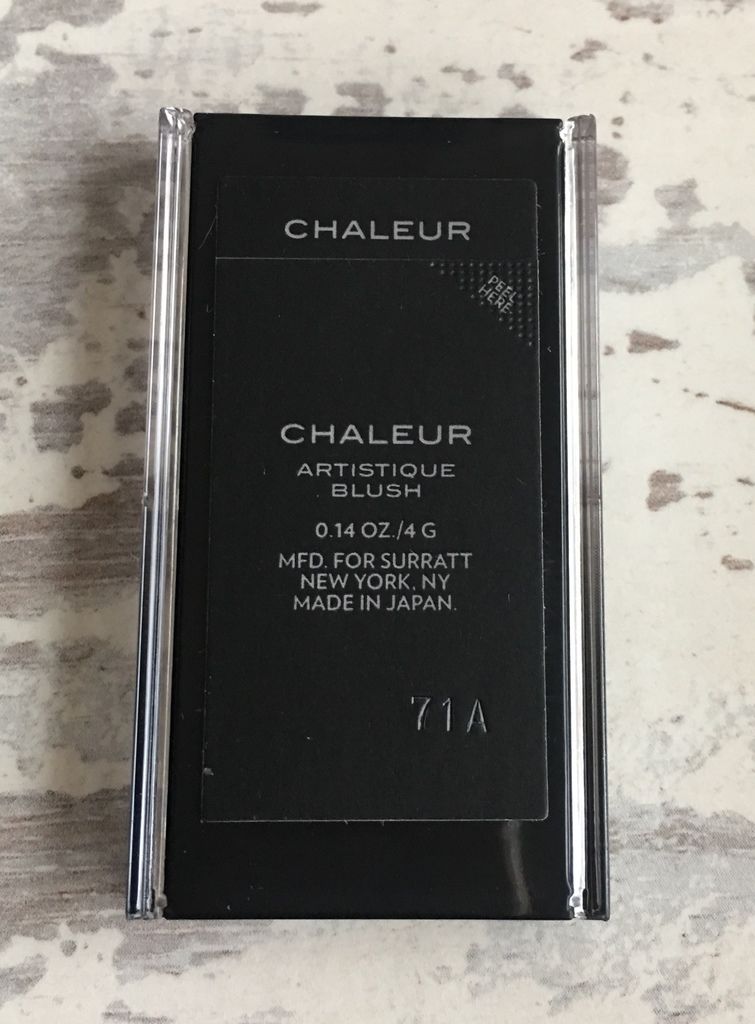 CHALEUR
PEEL
HERE
CHALEUR
ARTISTIQUE
BLUSH
0.14 OZ./4 G
MFD. FOR SURRATT
NEW YORK, NY
MADE IN JAPAN.
71A